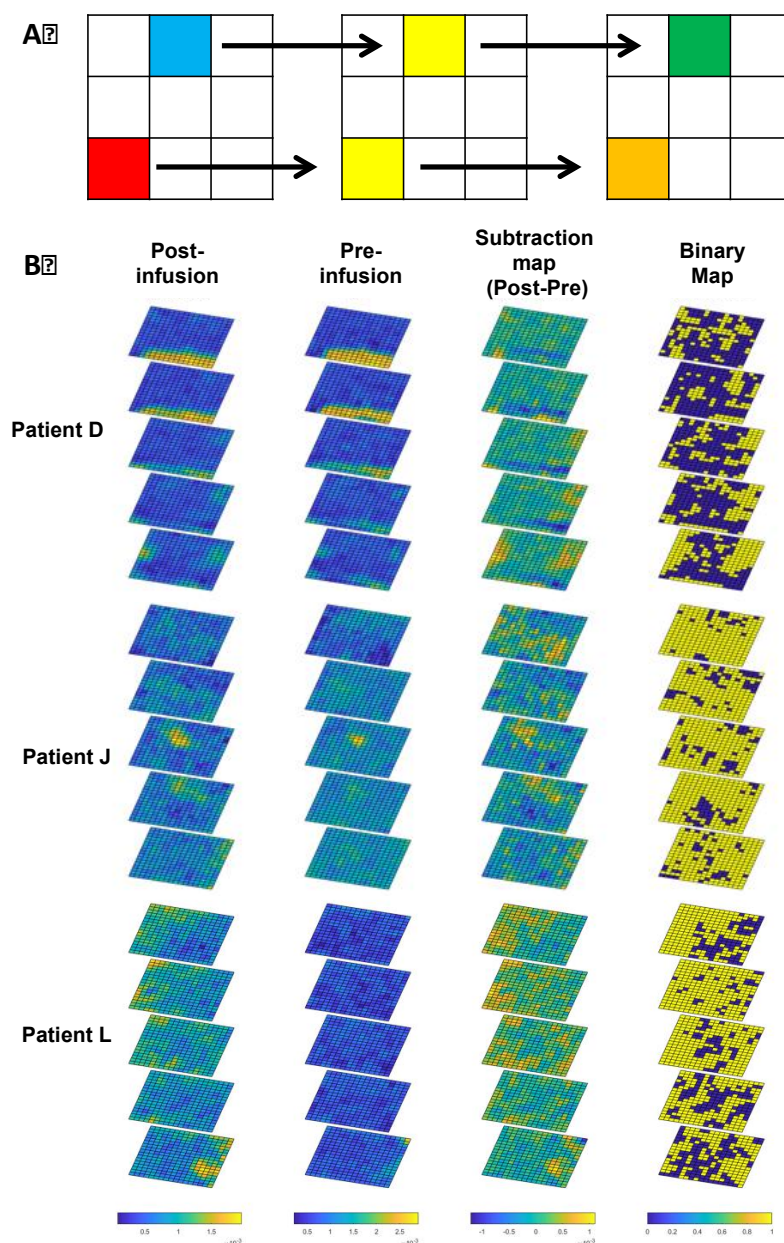 A
B
Post-
infusion
Pre-
infusion
Subtraction
map
(Post-Pre)
Binary
Map
Patient D
Patient J
Patient L
0.5 1 1.5 2
0.5 1 1.5 2 2.5
-1 -0.5 0 0.5 1
0 0.2 0.4 0.6 0.8 1